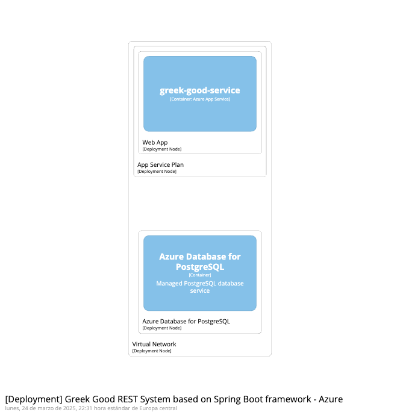 greek-good-service
[Container: Azure App Service]
Web App
[Deployment Node]
App Service Plan
[Deployment Node]
Azure Database for
PostgreSQL
[Container]
Managed PostgreSQL database
service
Azure Database for PostgreSQL
[Deployment Node]
Virtual Network
[Deployment Node]
[Deployment] Greek Good REST System based on Spring Boot framework - Azure
lunes, 24 de marzo de 2025, 22:31 hora estándar de Europa central